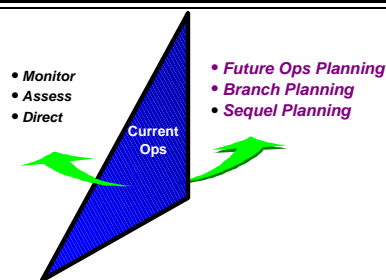 • Monitor
• Assess
• Direct
Current
Ops
• Future Ops Planning
• Branch Planning
• Sequel Planning